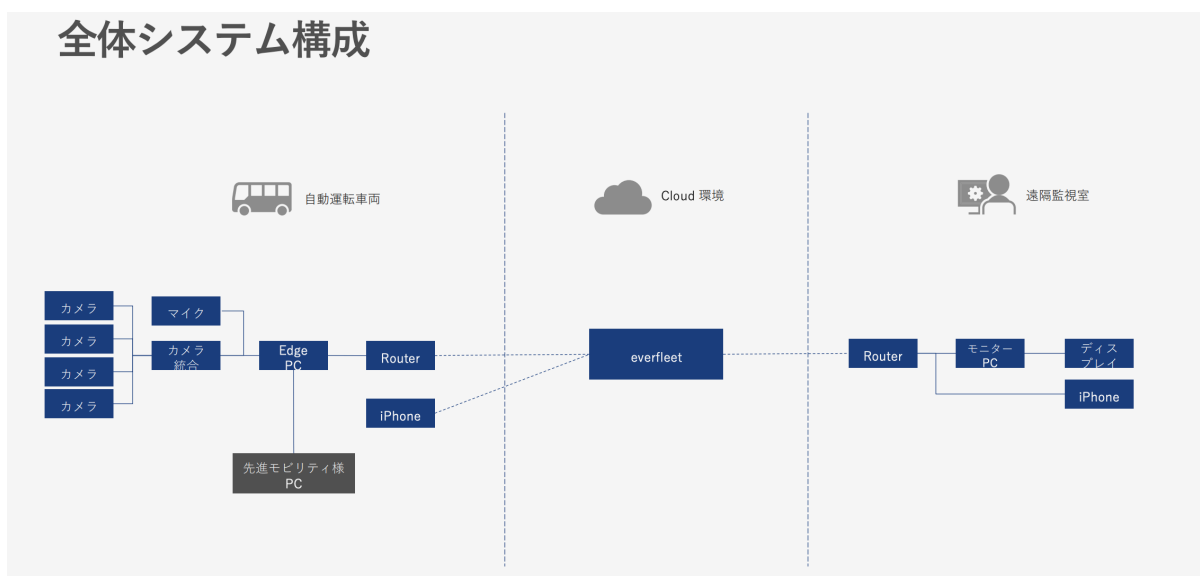 全体システム構成
自動運転車両
Cloud 環境
遠隔監視室
カメラ
カメラ
カメラ
カメラ
マイク
カメラ
統合
Edge
PC
Router
iPhone
先進モビリティ様
PC
everfleet
Router
モニター
PC
ディス
プレイ
iPhone